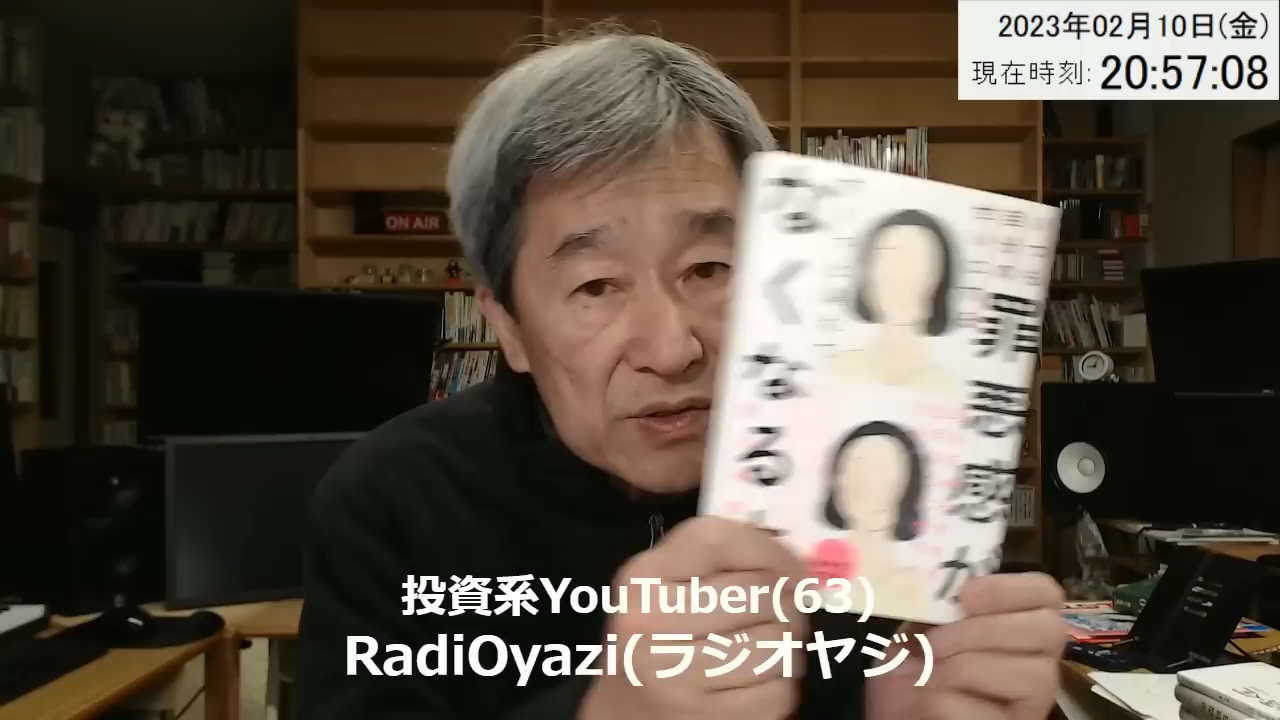 2023年02月10日(金)
現在時刻: 20:57:08
ON AIR
罪悪感が
なくなる
投資系YouTuber(63)
RadiOyazi(ラジオヤジ)